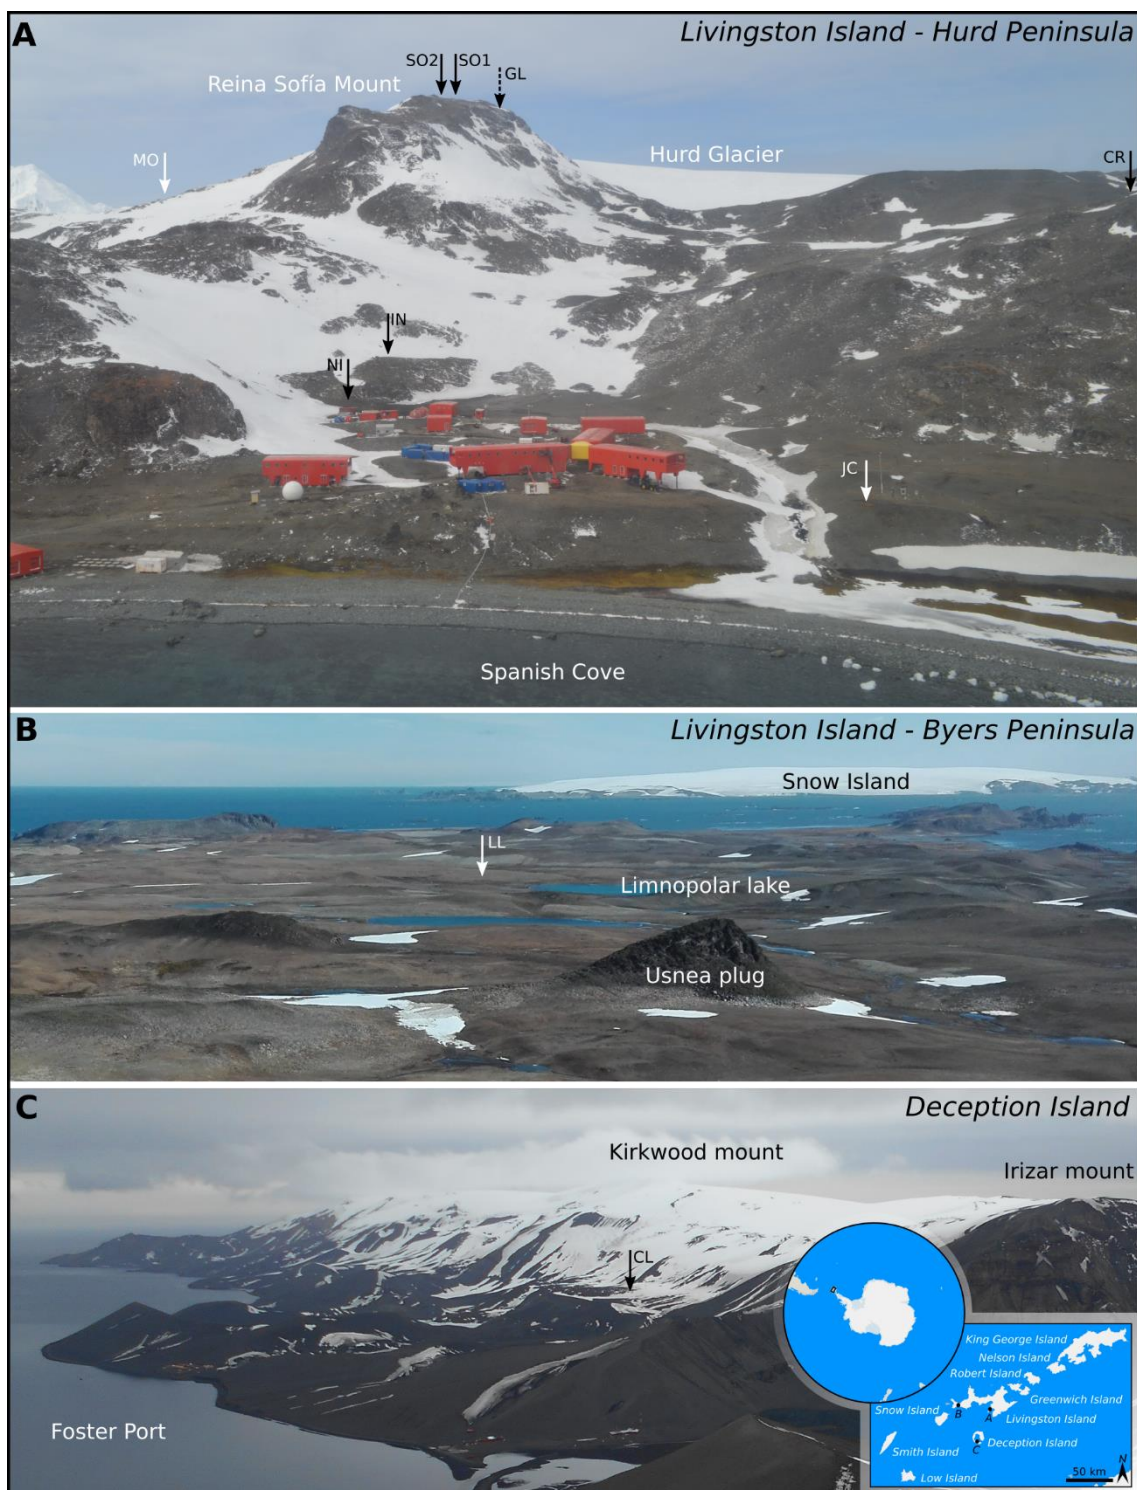 A
Livingston Island - Hurd Peninsula
SO2
SO1
GL
Reina Sofía Mount
MO
Hurd Glacier
CR
IN
NI
JC
Spanish Cove
B
Livingston Island - Byers Peninsula
Snow Island
LL
Limnopolar lake
Usnea plug
C
Deception Island
Kirkwood mount
Irizar mount
CL
Foster Port
King George Island
Nelson Island
Robert Island
Greenwich Island
Snow Island
B
A
Livingston Island
C
Deception Island
Smith Island
Low Island
50 km
N